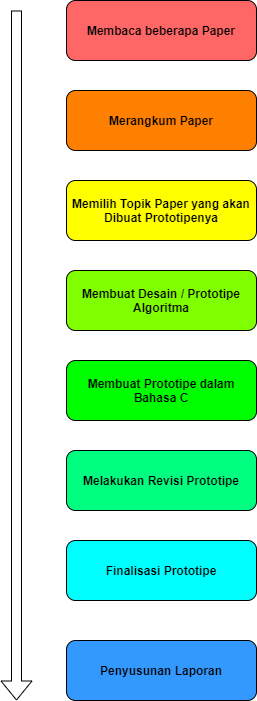 Membaca beberapa Paper
Merangkum Paper
Memilih Topik Paper yang akan
Dibuat Prototipenya
Membuat Desain / Prototipe
Algoritma
Membuat Prototipe dalam
Bahasa C
Melakukan Revisi Prototipe
Finalisasi Prototipe
Penyusunan Laporan